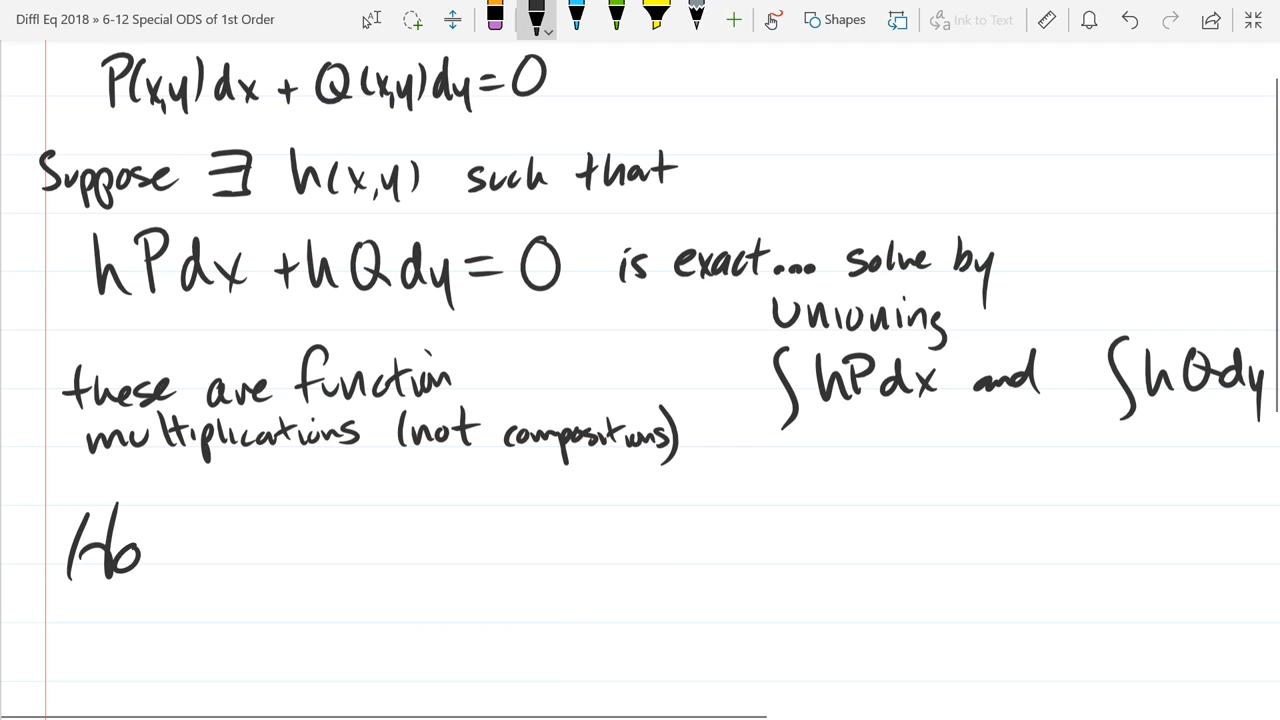 Diffl Eq 2018 » 6-12 Special ODS of 1st Order
Shapes
Ink to Text
P(x,y)dx + Q(x,y)dy=0
Suppose ∃ h(x,y) such that
hPdx + hQdy = 0 is exact... solve by
unioning
∫hPdx and ∫hQdy
these are function
multiplications (not compositions)
Ho